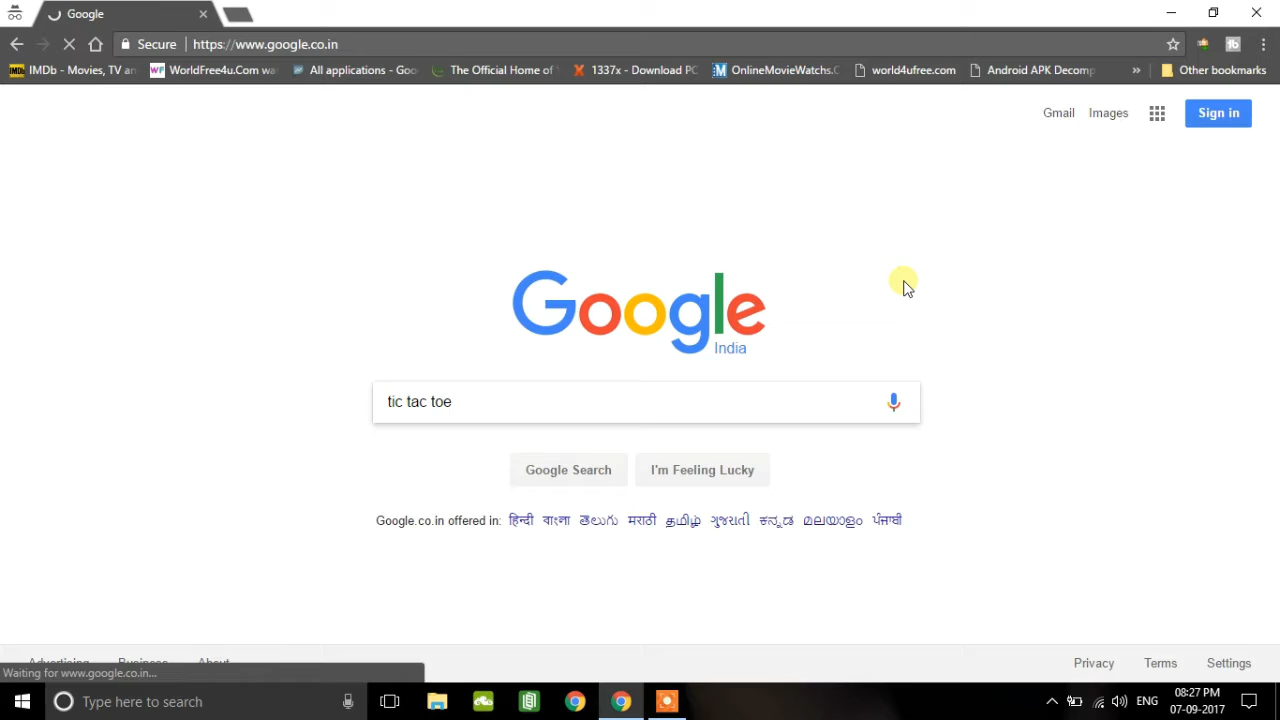 Google
Secure https://www.google.co.in
IMDb - Movies, TV an WorldFree4u.Com wa All applications - Goo The Official Home of 1337x - Download PC OnlineMovieWatchs.C world4ufree.com Android APK Decomp » Other bookmarks
Gmail Images Sign in
Google
India
tic tac toe
Google Search I'm Feeling Lucky
Google.co.in offered in: हिन्दी বাংলা తెలుగు मराठी தமிழ் ગુજરાતી ಕನ್ನಡ മലയാളം ਪੰਜਾਬੀ
Advertising Business About Privacy Terms Settings
Waiting for www.google.co.in...
Type here to search ENG 08:27 PM
07-09-2017